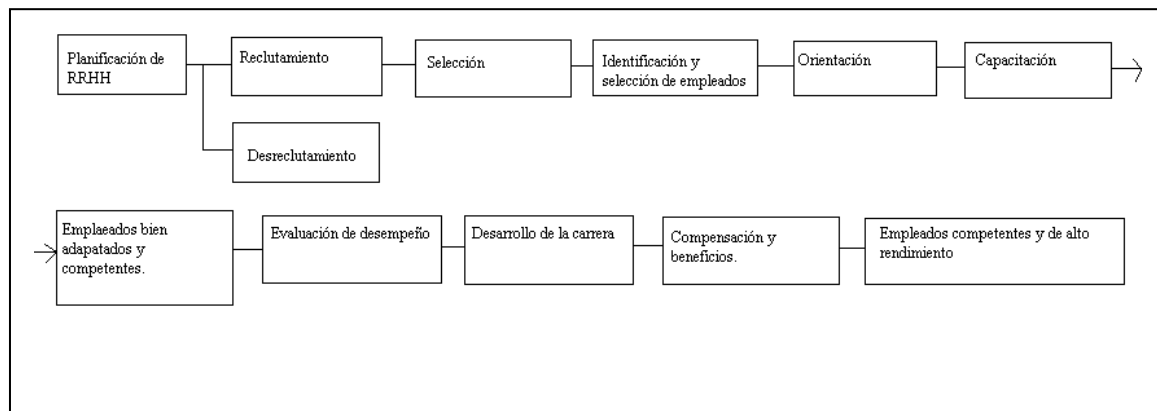 Planificación de
RRHH
Reclutamiento
Selección
Identificación y
selección de empleados
Orientación
Capacitación
Desreclutamiento
Emplaeados bien
adapatados y
competentes.
Evaluación de desempeño
Desarrollo de la carrera
Compensación y
beneficios.
Empleados competentes y de alto
rendimiento